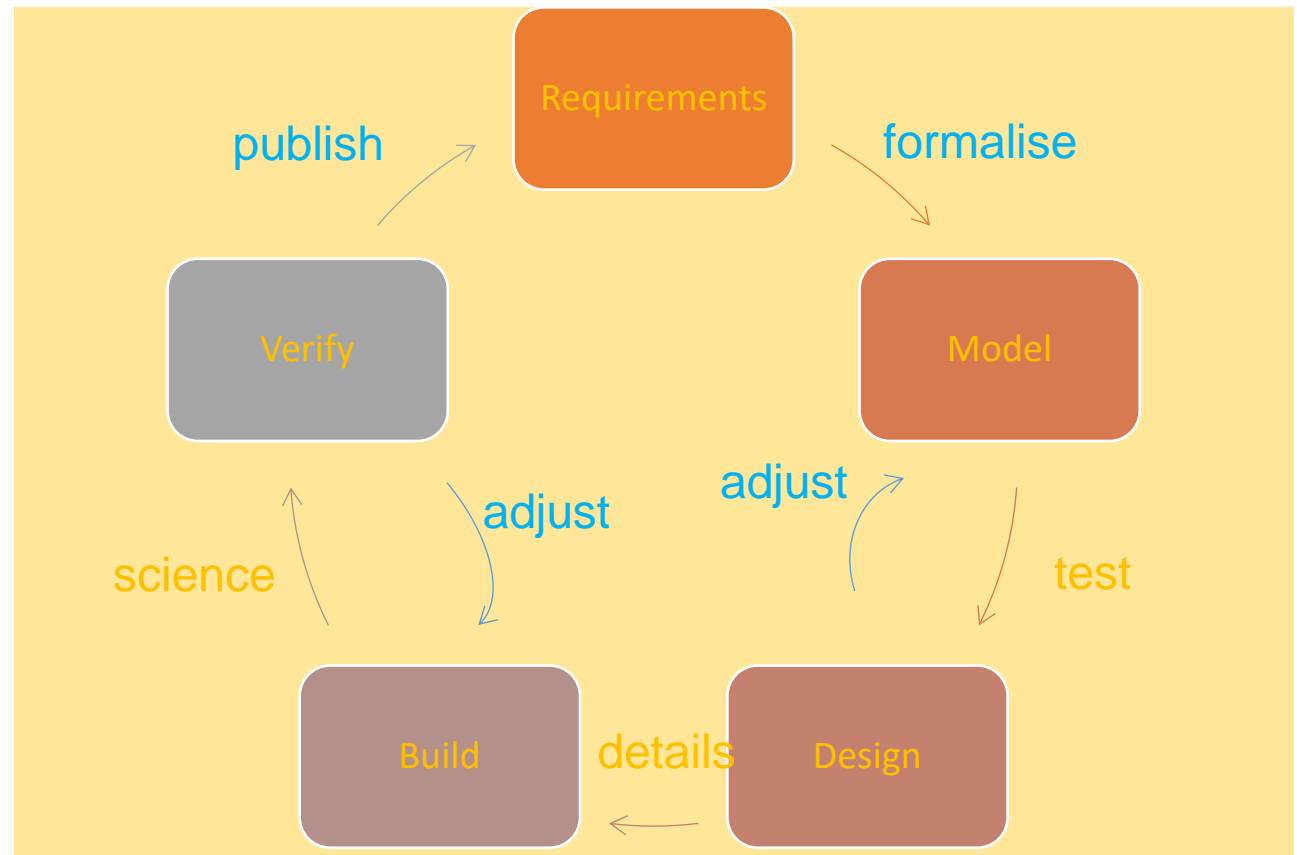 Requirements
publish
formalise
Verify
Model
adjust
adjust
science
test
Build
details
Design